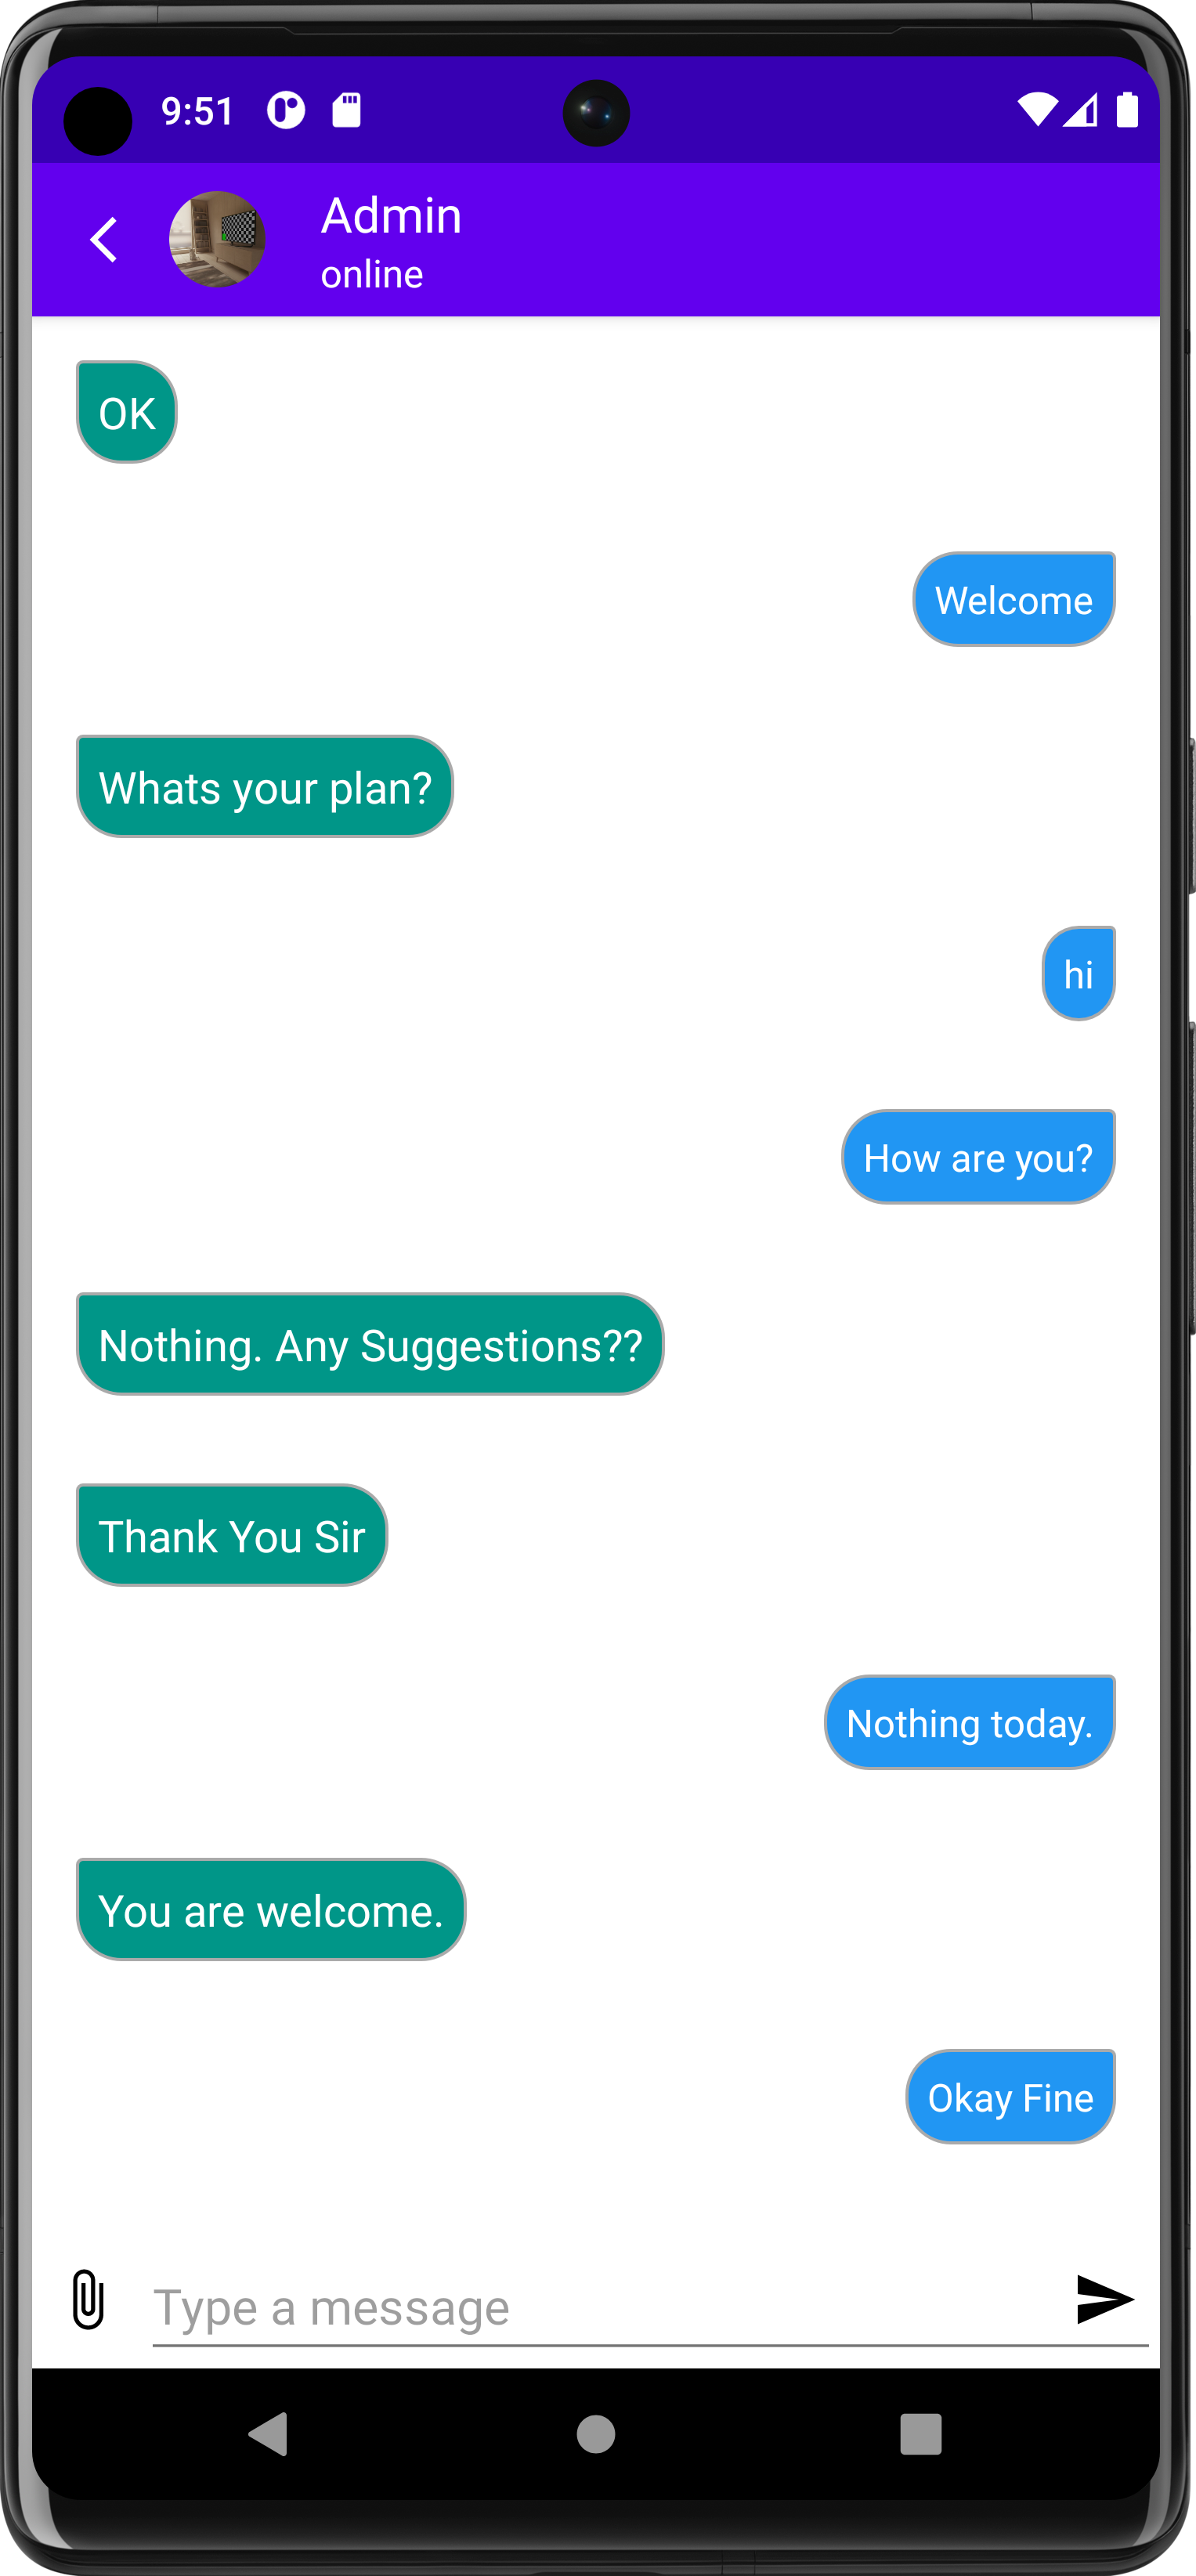 9:51
Admin
online
OK
Welcome
Whats your plan?
hi
How are you?
Nothing. Any Suggestions??
Thank You Sir
Nothing today.
You are welcome.
Okay Fine
Type a message